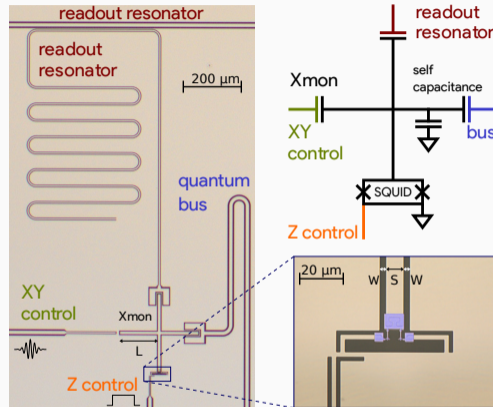 readout resonator
readout
resonator
200 μm
quantum
bus
XY
control
Xmon
L
Z control
readout
resonator
Xmon
self
capacitance
XY
control
bus
SQUID
Z control
20 μm
W S W